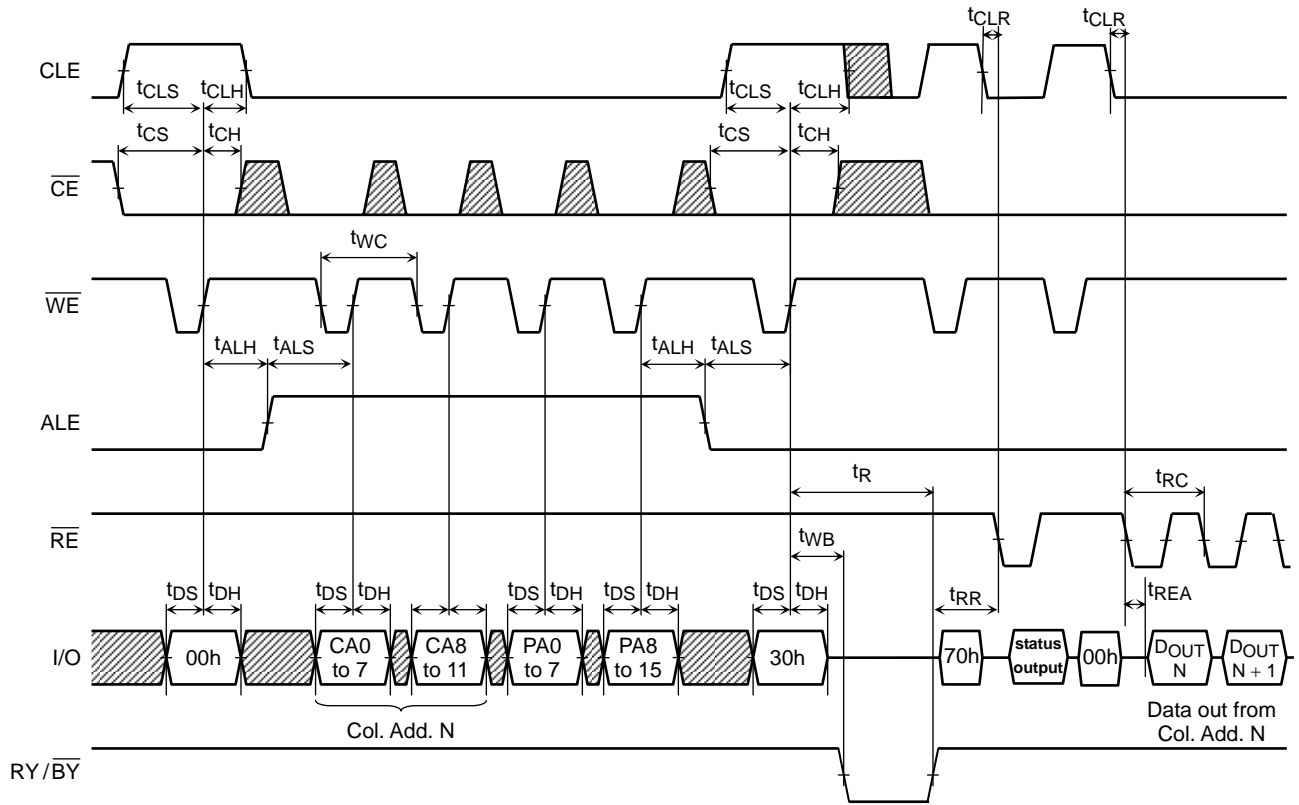 tCLR tCLR
CLE
tCLS tCLH tCLS tCLH
tCS tCH tCS tCH
CE
tWC
WE
tALH tALS tALH tALS
ALE
tR tRC
RE
tWB
tDS tDH tDS tDH tDS tDH tDS tDH tDS tDH tRR tREA
I/O 00h CA0 to 7 CA8 to 11 PA0 to 7 PA8 to 15 30h 70h status output 00h DOUT N DOUT N + 1
Col. Add. N
Data out from
Col. Add. N
RY/BY